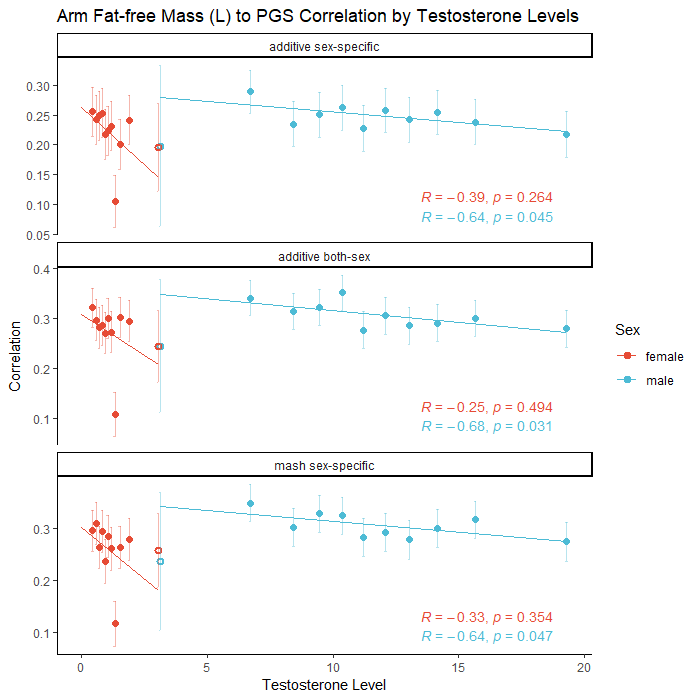 Arm Fat-free Mass (L) to PGS Correlation by Testosterone Levels
additive sex-specific
0.30
0.25
0.20
0.15
0.10
0.05
R = −0.39, p = 0.264
R = −0.64, p = 0.045
additive both-sex
0.4
0.3
0.2
0.1
R = −0.25, p = 0.494
R = −0.68, p = 0.031
Correlation
Sex
female
male
mash sex-specific
0.3
0.2
0.1
R = −0.33, p = 0.354
R = −0.64, p = 0.047
0 5 10 15 20
Testosterone Level